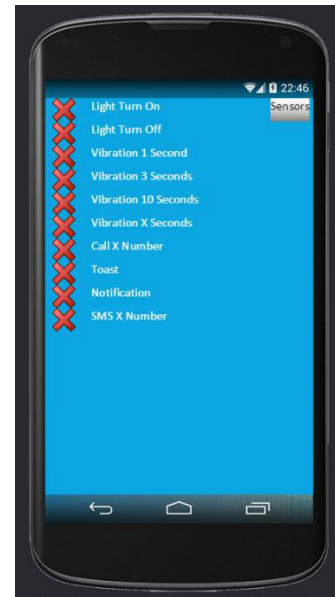 22:46
Light Turn On
Sensors
Light Turn Off
Vibration 1 Second
Vibration 3 Seconds
Vibration 10 Seconds
Vibration X Seconds
Call X Number
Toast
Notification
SMS X Number